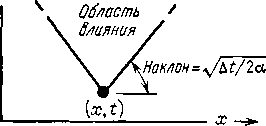 Область
влияния
Наклон=√Δt/2α
(x, t)
x →